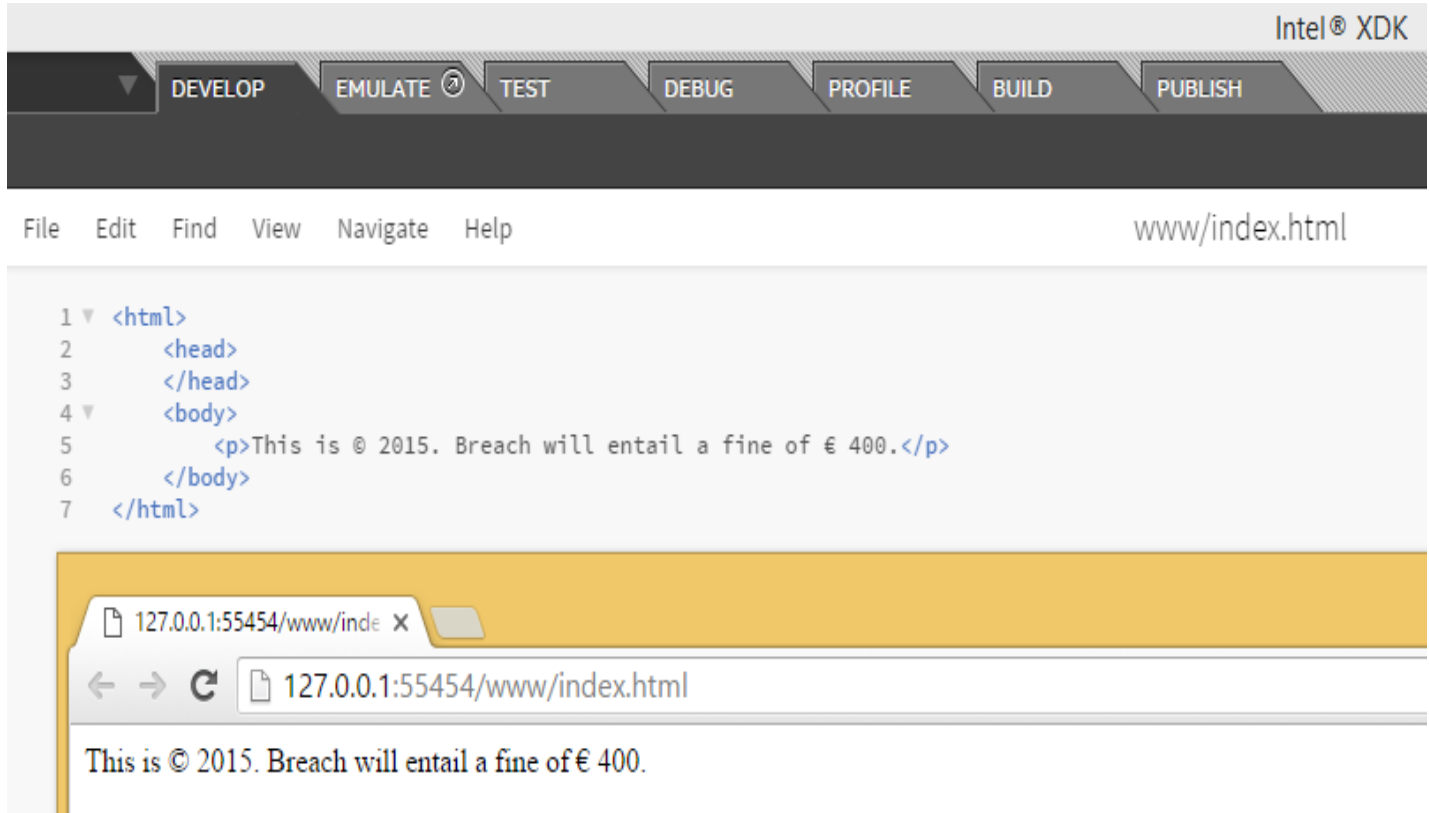 Intel® XDK
DEVELOP EMULATE TEST DEBUG PROFILE BUILD PUBLISH
File Edit Find View Navigate Help www/index.html
1 <html>
2 <head>
3 </head>
4 <body>
5 <p>This is © 2015. Breach will entail a fine of € 400.</p>
6 </body>
7 </html>
127.0.0.1:55454/www/inde
127.0.0.1:55454/www/index.html
This is © 2015. Breach will entail a fine of € 400.